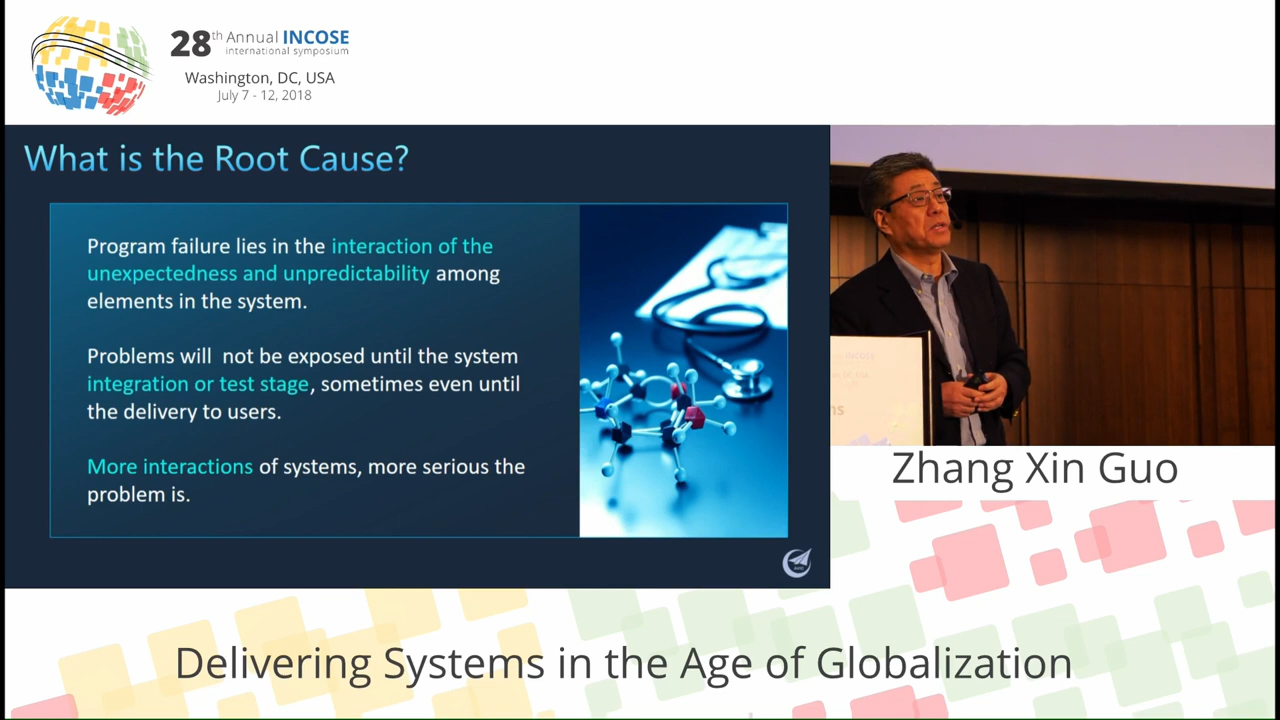 28th Annual INCOSE
international symposium
Washington, DC, USA
July 7 - 12, 2018
What is the Root Cause?
Program failure lies in the interaction of the
unexpectedness and unpredictability among
elements in the system.
Problems will not be exposed until the system
integration or test stage, sometimes even until
the delivery to users.
More interactions of systems, more serious the
problem is.
INCOSE
ns
Zhang Xin Guo
Delivering Systems in the Age of Globalization